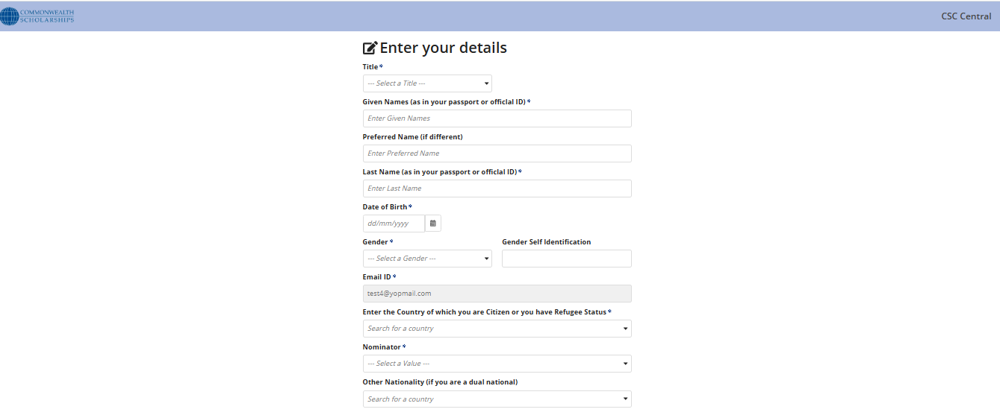 COMMONWEALTH
SCHOLARSHIPS
CSC Central
Enter your details
Title *
--- Select a Title ---
Given Names (as in your passport or official ID) *
Enter Given Names
Preferred Name (if different)
Enter Preferred Name
Last Name (as in your passport or official ID) *
Enter Last Name
Date of Birth *
dd/mm/yyyy
Gender * Gender Self Identification
--- Select a Gender ---
Email ID *
test4@yopmail.com
Enter the Country of which you are Citizen or you have Refugee Status *
Search for a country
Nominator *
--- Select a Value ---
Other Nationality (if you are a dual national)
Search for a country